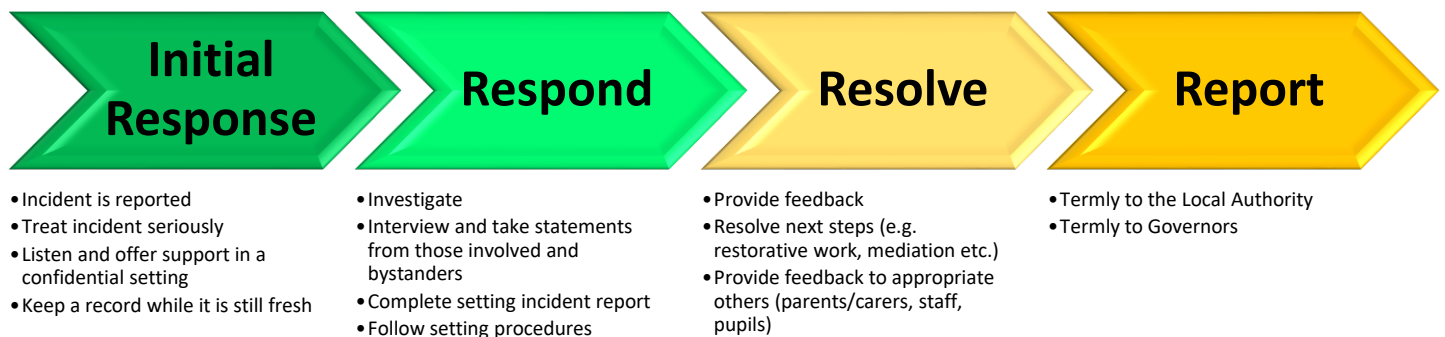 Initial
Response
•Incident is reported
•Treat incident seriously
•Listen and offer support in a
confidential setting
•Keep a record while it is still fresh
Respond
•Investigate
•Interview and take statements
from those involved and
bystanders
•Complete setting incident report
•Follow setting procedures
Resolve
•Provide feedback
•Resolve next steps (e.g.
restorative work, mediation etc.)
•Provide feedback to appropriate
others (parents/carers, staff,
pupils)
Report
•Termly to the Local Authority
•Termly to Governors